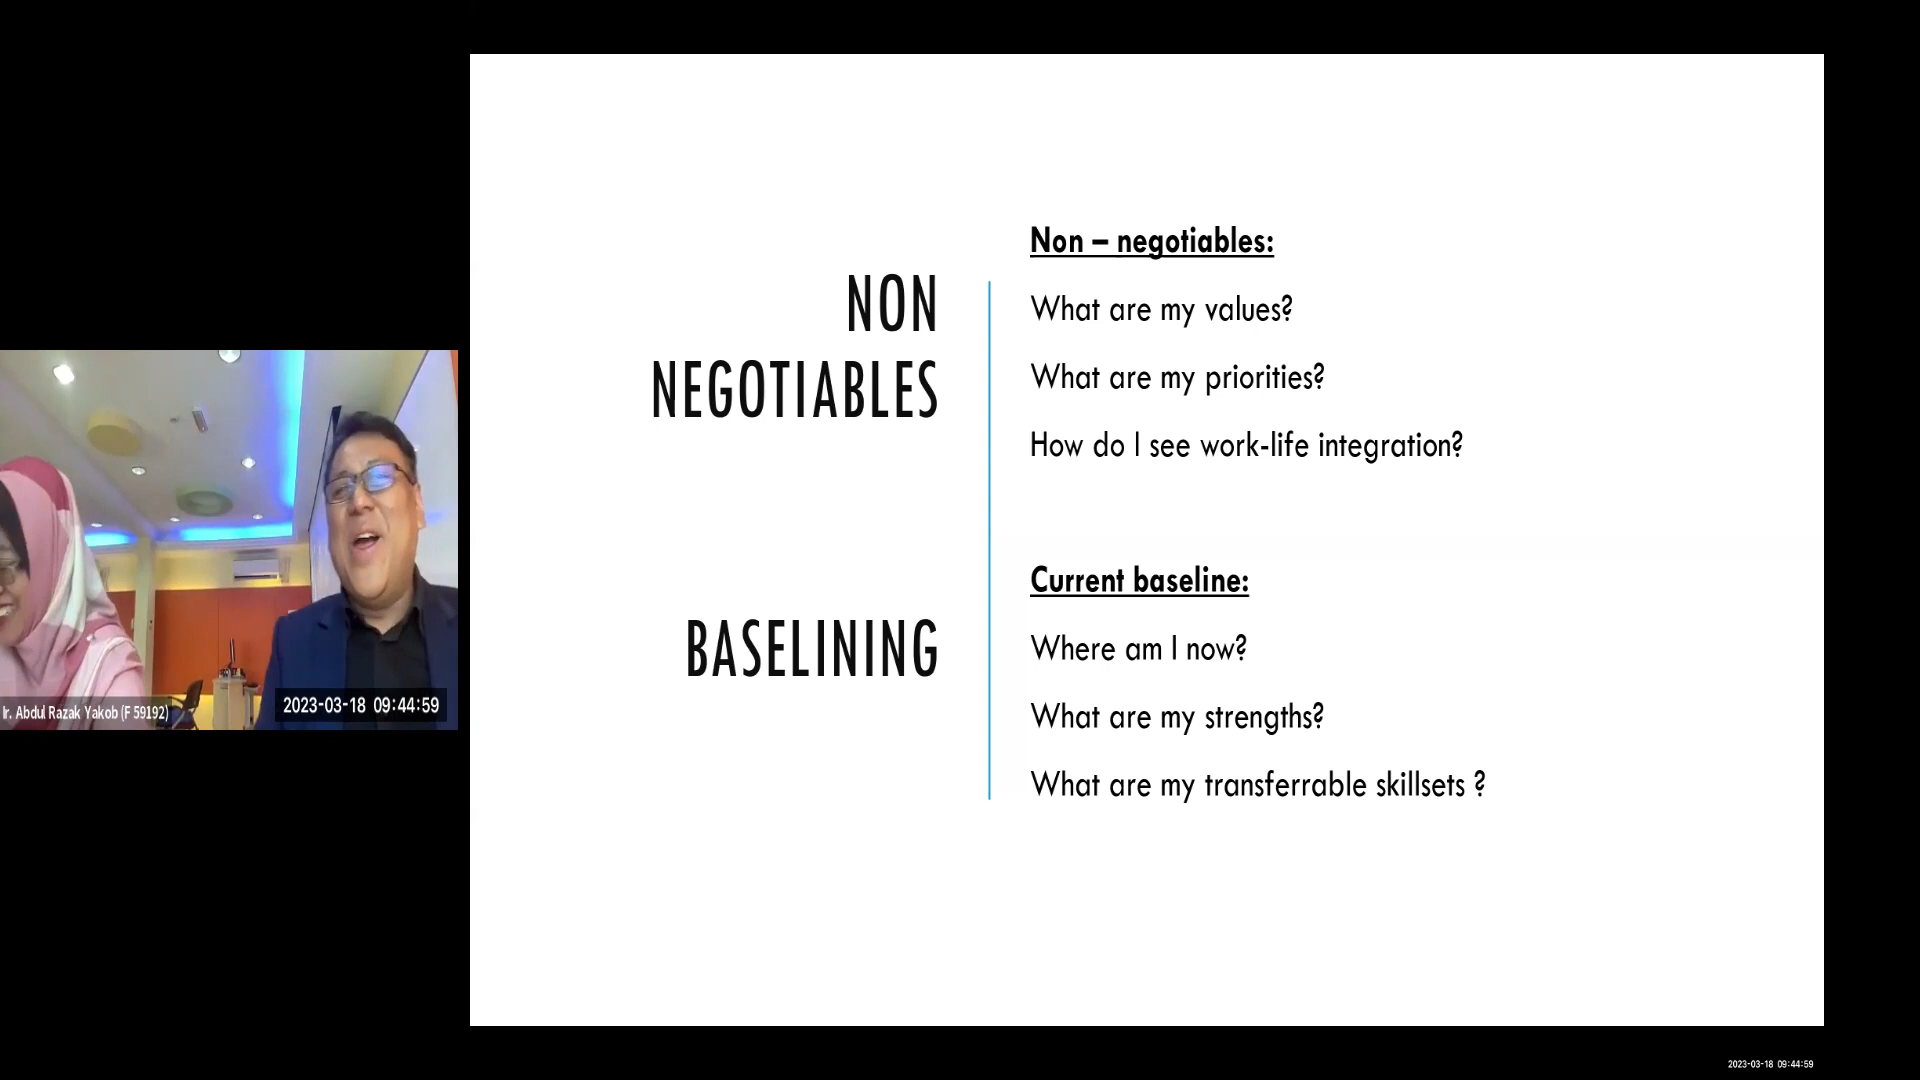 NON
NEGOTIABLES
BASELINING
Non – negotiables:
What are my values?
What are my priorities?
How do I see work-life integration?
Current baseline:
Where am I now?
What are my strengths?
What are my transferrable skillsets ?
Ir. Abdul Razak Yakob (F 59192)
2023-03-18 09:44:59
2023-03-18 09:44:59